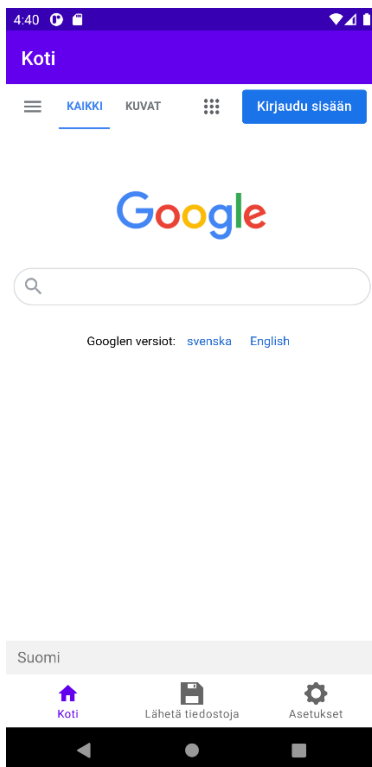 4:40
Koti
KAIKKI KUVAT Kirjaudu sisään
Google
Googlen versiot: svenska English
Suomi
Koti Lähetä tiedostoja Asetukset